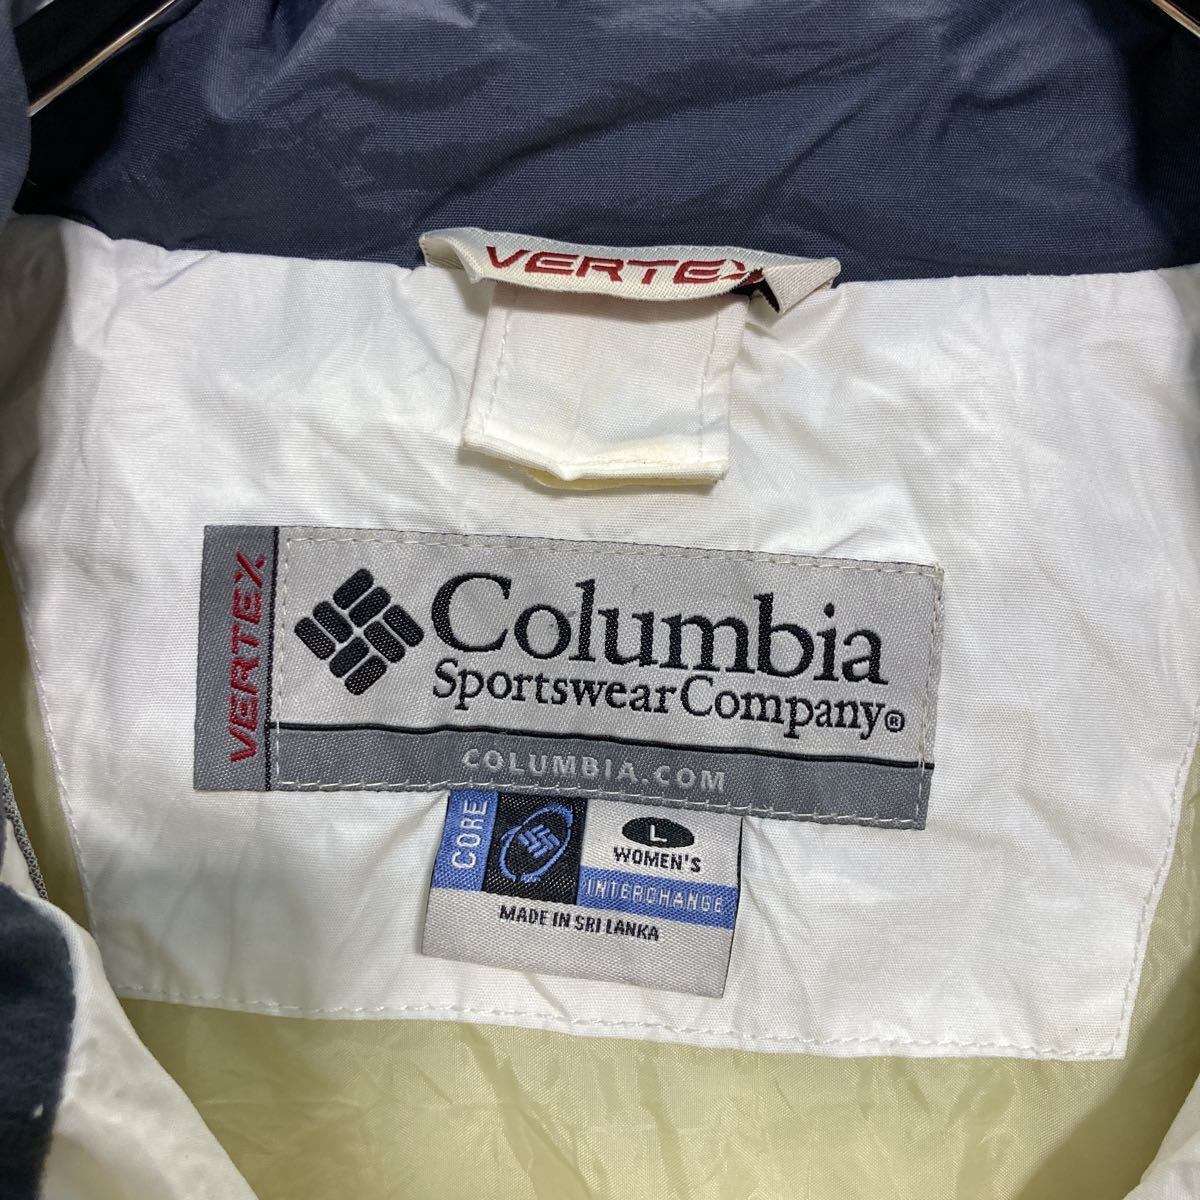 VERTEX
VERTEX
Columbia
Sportswear Company®
COLUMBIA.COM
CORE
L
WOMEN'S
INTERCHANGE
MADE IN SRI LANKA